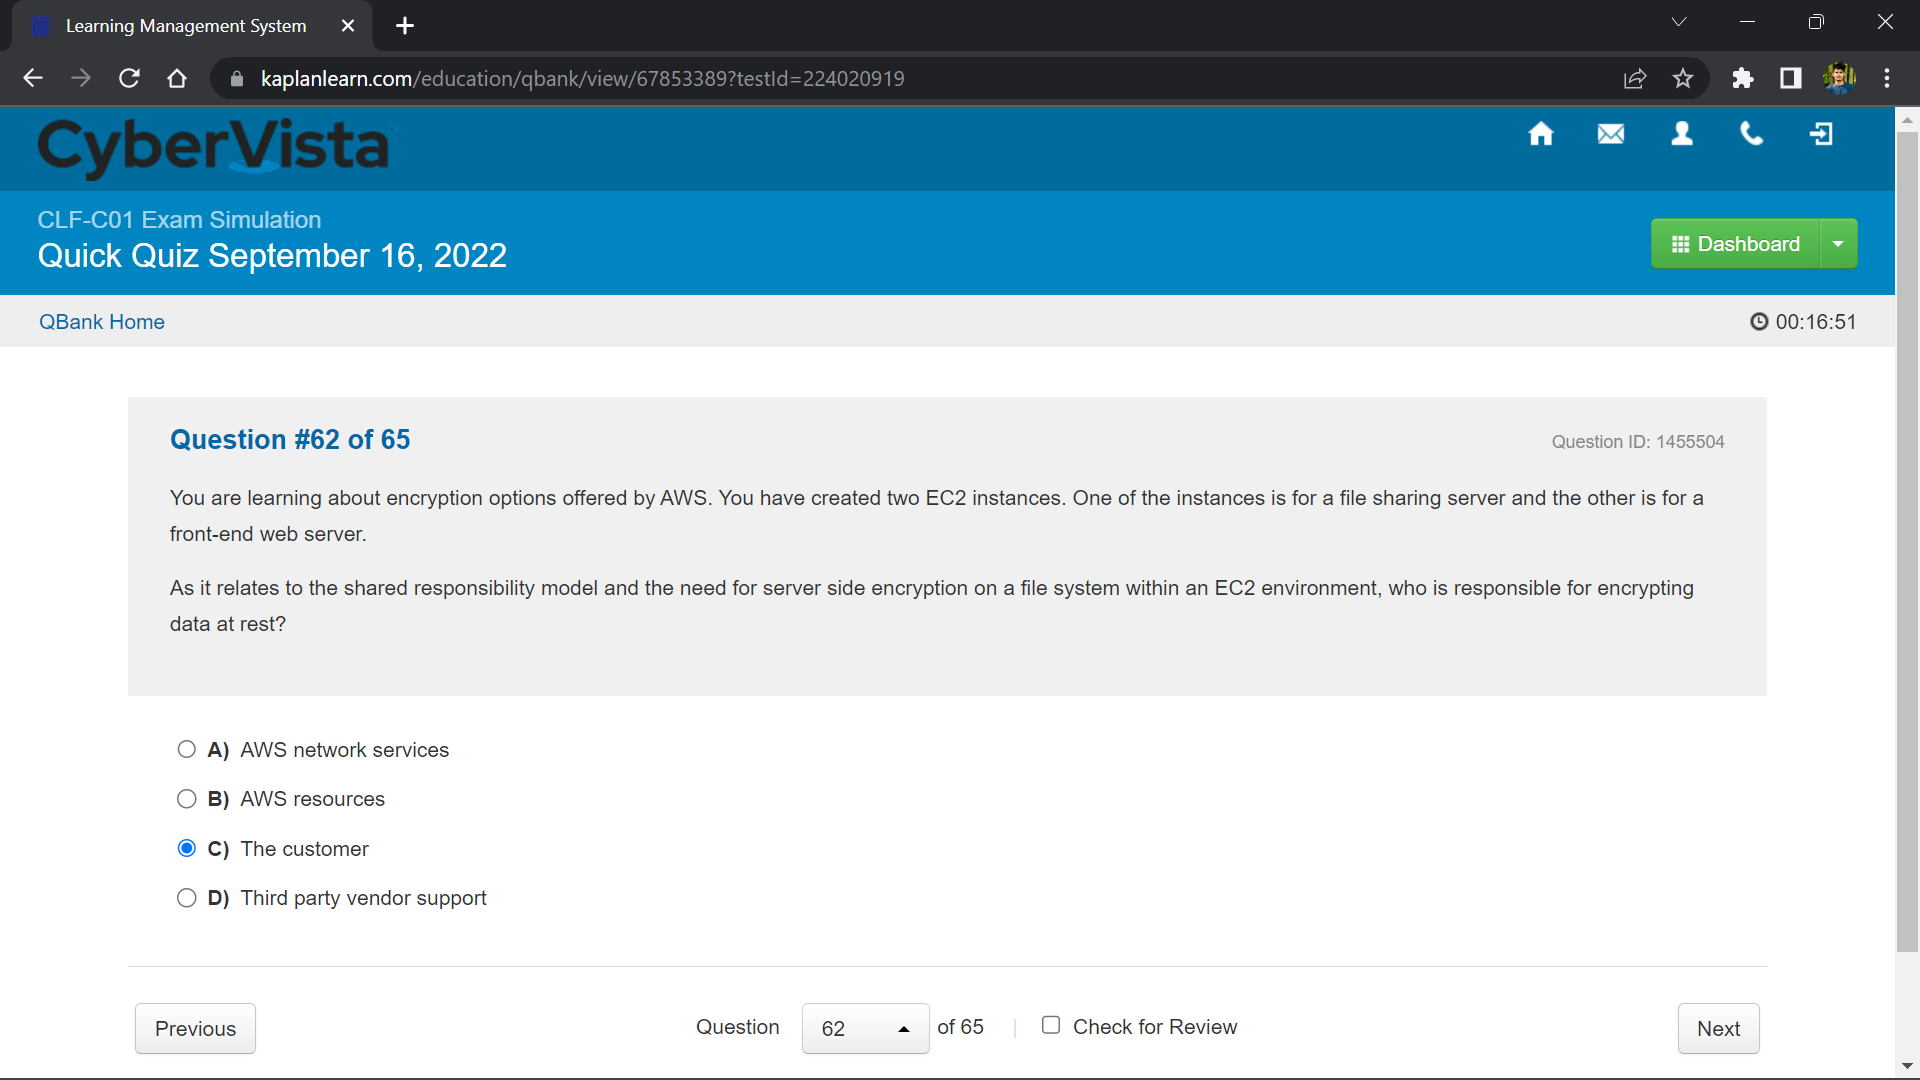 Learning Management System
kaplanlearn.com/education/qbank/view/67853389?testId=224020919
CyberVista
CLF-C01 Exam Simulation
Quick Quiz September 16, 2022
Dashboard
QBank Home
00:16:51
Question #62 of 65
Question ID: 1455504
You are learning about encryption options offered by AWS. You have created two EC2 instances. One of the instances is for a file sharing server and the other is for a
front-end web server.
As it relates to the shared responsibility model and the need for server side encryption on a file system within an EC2 environment, who is responsible for encrypting
data at rest?
A) AWS network services
B) AWS resources
C) The customer
D) Third party vendor support
Previous
Question 62 of 65 | Check for Review
Next